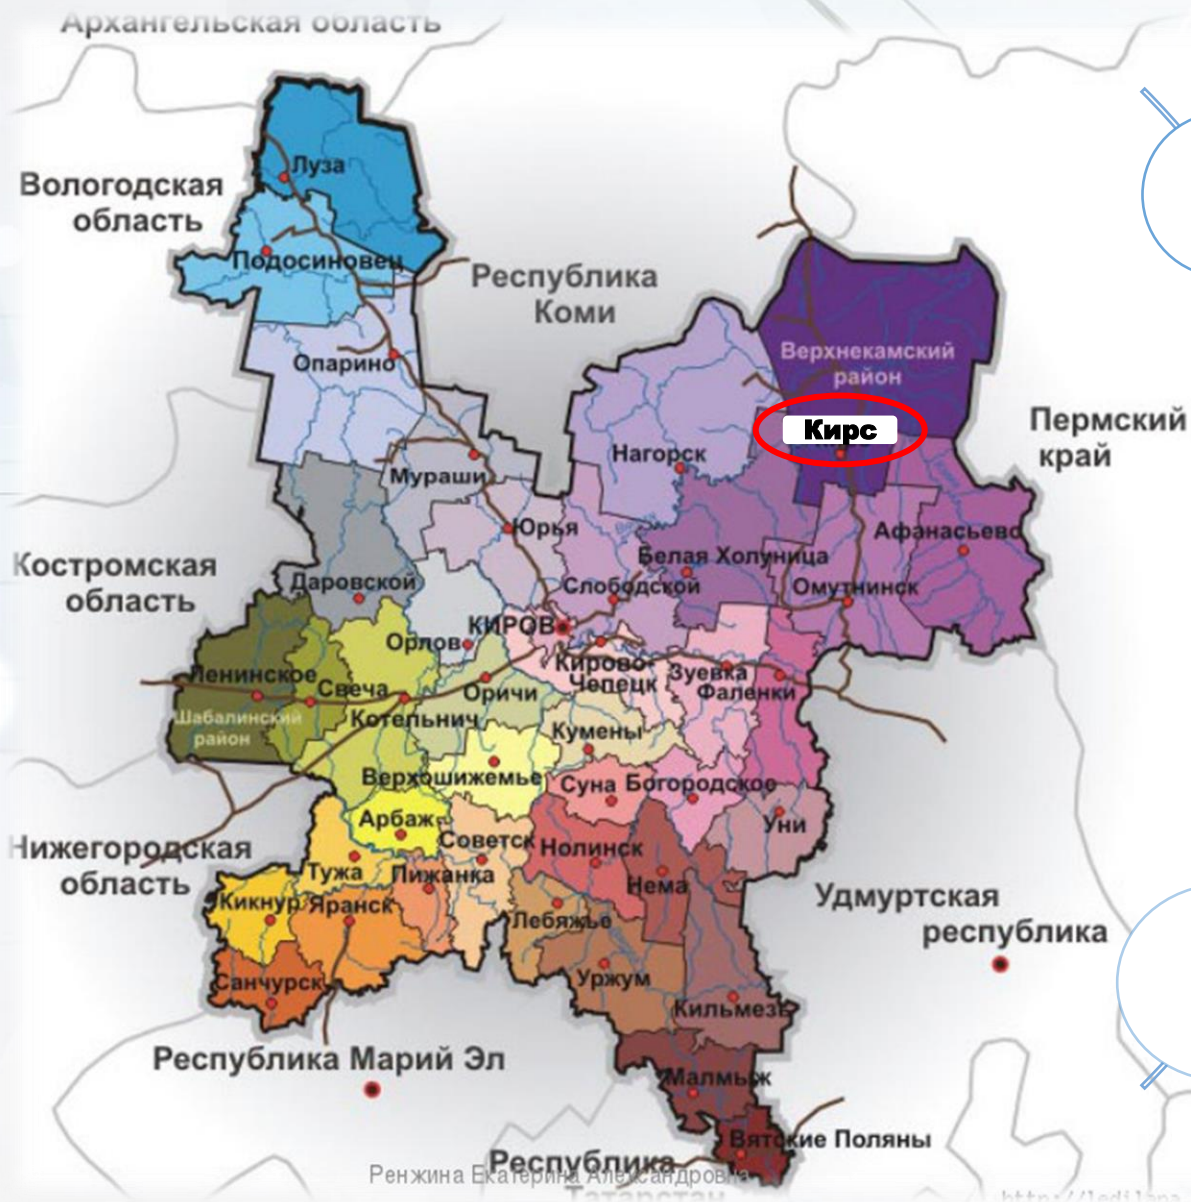 Архангельская область
Вологодская
область
Луза
Подосиновец
Республика
Коми
Опарино
Верхнекамский
район
Кирс
Пермский
край
Мураши
Нагорск
Юрья
Афанасьево
Белая Холуница
Костромская
область
Даровской
Слободской
Омутнинск
КИРОВ
Орлов
Кирово-
Чепецк
Зуевка
Фаленки
Ленинское
Свеча
Оричи
Шабалинский
район
Котельнич
Кумены
Верхошижемье
Суна
Богородское
Арбаж
Уни
Советск
Нолинск
Нижегородская
область
Тужа
Пижанка
Нема
Кикнур
Яранск
Лебяжье
Удмуртская
республика
Санчурск
Уржум
Кильмезь
Республика Марий Эл
Малмыж
Вятские Поляны
Республика
Татарстан
Ренжина Екатерина Александровна